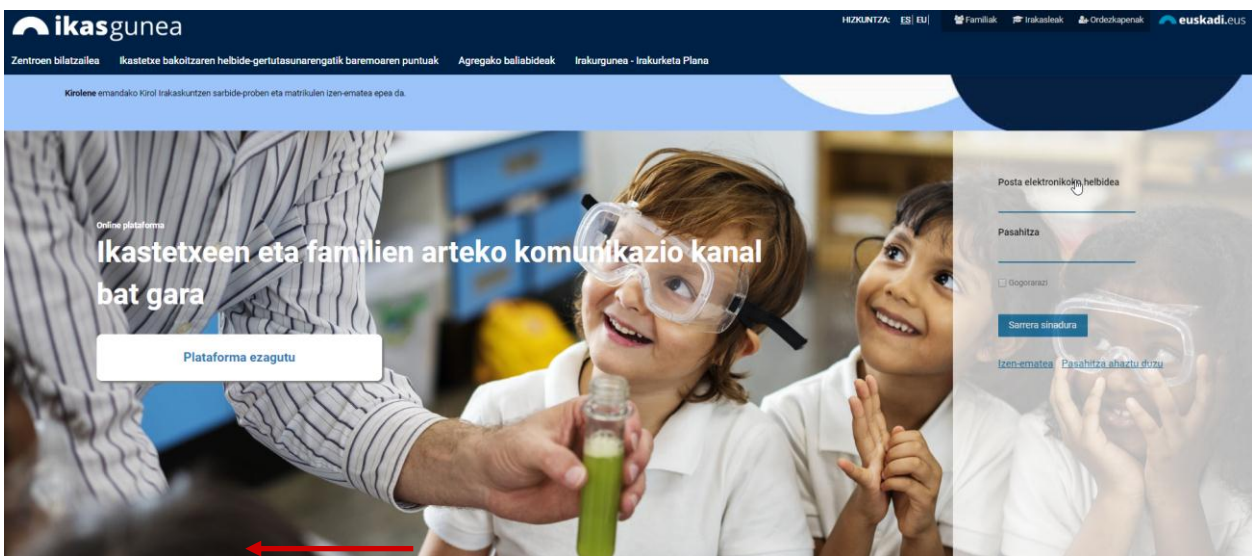 ikasgunea
HIZKUNTZA: ES| EU| Familiak Irakasleak Ordezkapenak euskadi.eus
Zentroen bilatzailea Ikastetxe bakoitzaren helbide-gertutasunarengatik baremoaren puntuak Agregako baliabideak Irakurgunea - Irakurketa Plana
Kirolene emandako Kirol Irakaskuntzen sarbide-proben eta matrikulen izen-ematea epea da.
Online plataforma
Ikastetxeen eta familien arteko komunikazio kanal
bat gara
Plataforma ezagutu
Posta elektronikoko helbidea
Pasahitza
Gogorarazi
Sarrera sinadura
Izen-ematea Pasahitza ahaztu duzu